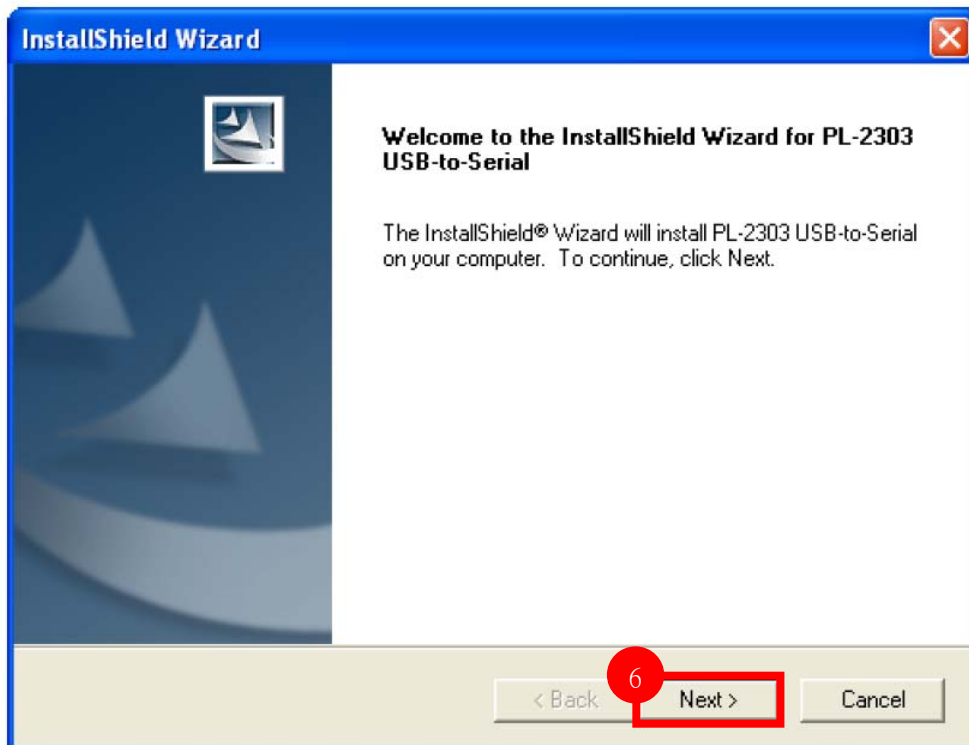 InstallShield Wizard
Welcome to the InstallShield Wizard for PL-2303
USB-to-Serial
The InstallShield® Wizard will install PL-2303 USB-to-Serial
on your computer.  To continue, click Next.
6
< Back
Next >
Cancel